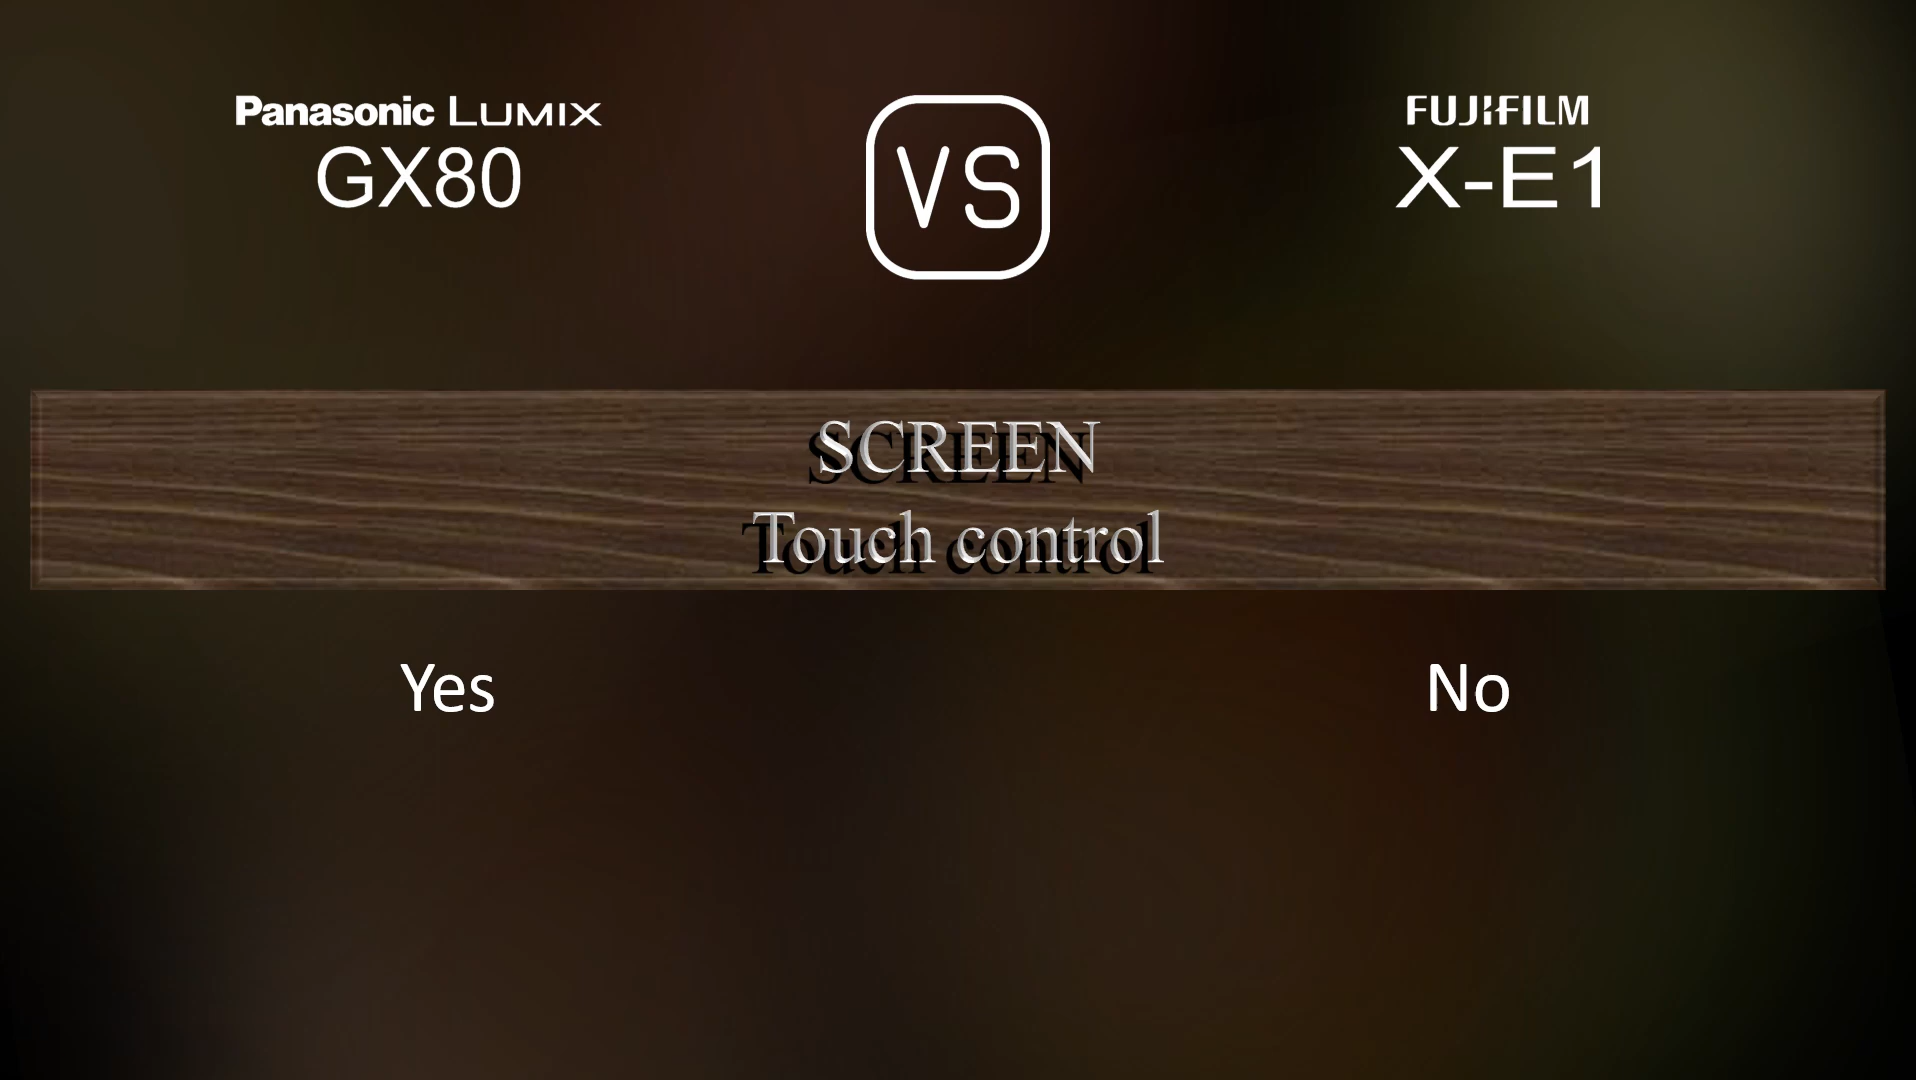 Panasonic LUMIX
GX80
VS
FUJIFILM
X-E1
SCREEN
Touch control
Yes
No